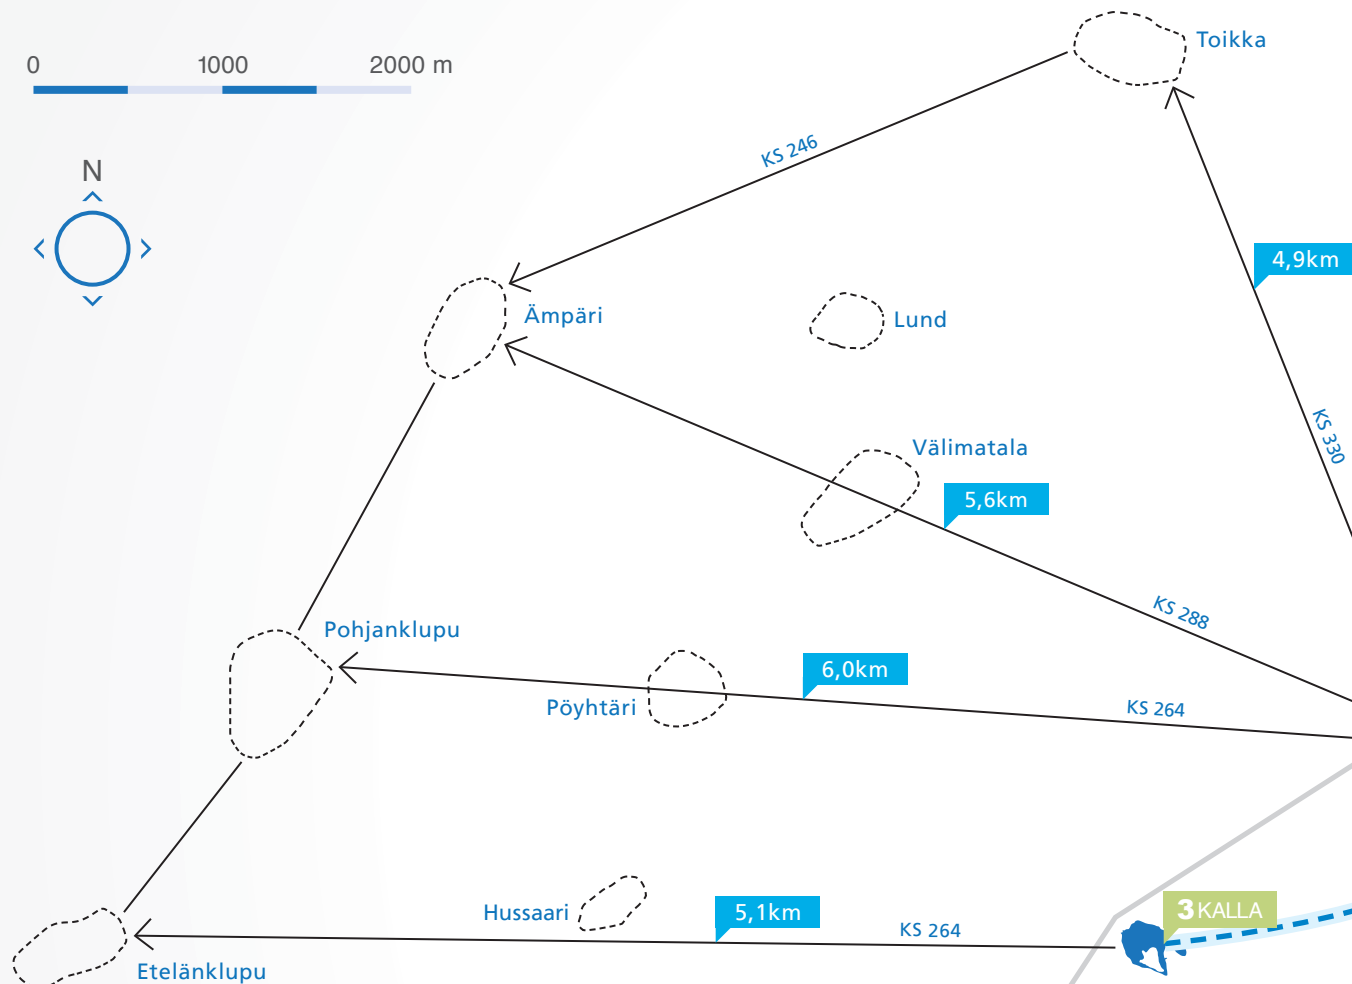 Toikka
0 1000 2000 m
KS 246
N
4,9km
Ämpäri
Lund
KS 330
Välimatala
5,6km
KS 288
Pohjanklupu
6,0km
Pöyhtäri
KS 264
Hussaari
5,1km
KS 264
3 KALLA
Etelänklupu